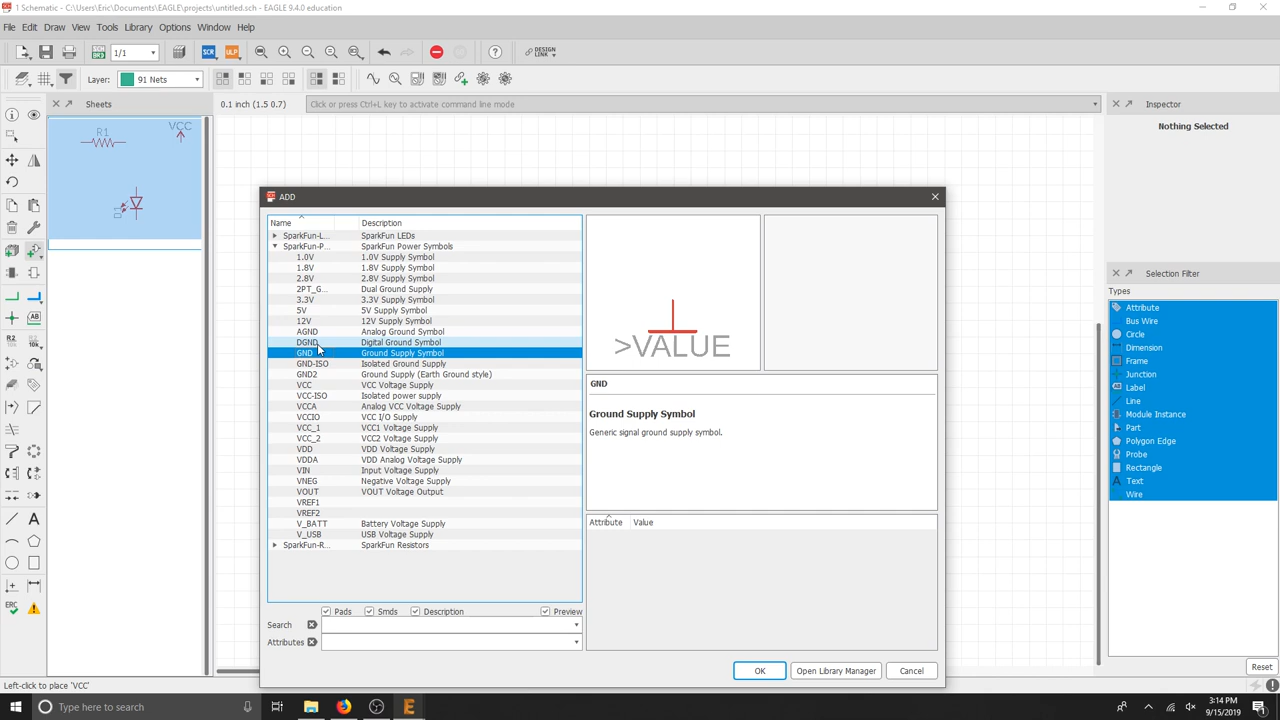 1 Schematic - C:\Users\Eric\Documents\EAGLE\projects\untitled.sch - EAGLE 9.4.0 education
File Edit Draw View Tools Library Options Window Help
SCR ULP 1/1 DESIGN LINK
Layer: 91 Nets
Sheets
0.1 inch (1.5 0.7)
Click or press Ctrl+L key to activate command line mode
Inspector
Nothing Selected
R1 VCC
ADD
Name Description
SparkFun-L... SparkFun LEDs
SparkFun-P... SparkFun Power Symbols
1.0V 1.0V Supply Symbol
1.8V 1.8V Supply Symbol
2.8V 2.8V Supply Symbol
2PT_G... Dual Ground Supply
3.3V 3.3V Supply Symbol
5V 5V Supply Symbol
12V 12V Supply Symbol
AGND Analog Ground Symbol
DGND Digital Ground Symbol
GND Ground Supply Symbol
GND-ISO Isolated Ground Supply
GND2 Ground Supply (Earth Ground style)
VCC VCC Voltage Supply
VCC-ISO Isolated power supply
VCCA Analog VCC Voltage Supply
VCCIO VCC I/O Supply
VCC_1 VCC1 Voltage Supply
VCC_2 VCC2 Voltage Supply
VDD VDD Voltage Supply
VDDA VDD Analog Voltage Supply
VIN Input Voltage Supply
VNEG Negative Voltage Supply
VOUT VOUT Voltage Output
VREF1
VREF2
V_BATT Battery Voltage Supply
V_USB USB Voltage Supply
SparkFun-R... SparkFun Resistors
Pads Smds Description Preview
Search
Attributes
>VALUE
GND
Ground Supply Symbol
Generic signal ground supply symbol.
Attribute Value
OK Open Library Manager Cancel
Selection Filter
Types
Attribute
Bus Wire
Circle
Dimension
Frame
Junction
Label
Line
Module Instance
Part
Polygon Edge
Probe
Rectangle
Text
Wire
Reset
ERC
Left-click to place 'VCC'
Type here to search
3:14 PM
9/15/2019